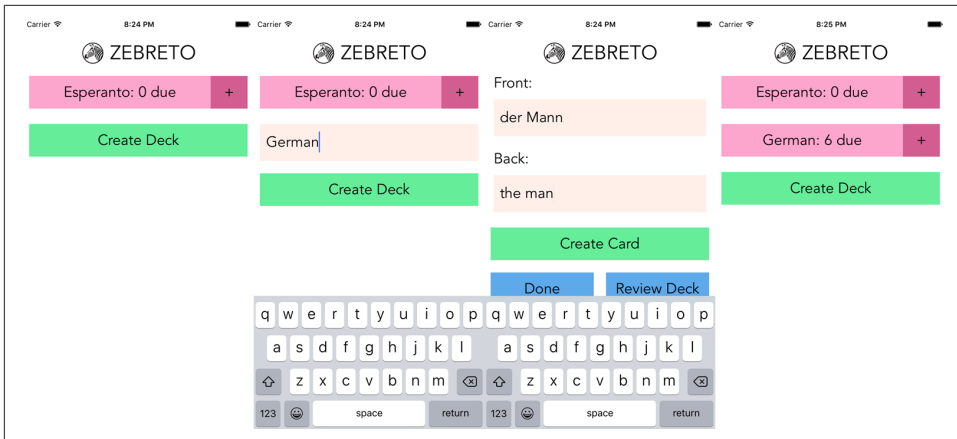 Carrier 8:24 PM
ZEBRETO
Esperanto: 0 due +
Create Deck
Carrier 8:24 PM
ZEBRETO
Esperanto: 0 due +
German
Create Deck
q w e r t y u i o p
a s d f g h j k l
z x c v b n m
123 space return
Carrier 8:24 PM
ZEBRETO
Front:
der Mann
Back:
the man
Create Card
Done Review Deck
q w e r t y u i o p
a s d f g h j k l
z x c v b n m
123 space return
Carrier 8:25 PM
ZEBRETO
Esperanto: 0 due +
German: 6 due +
Create Deck